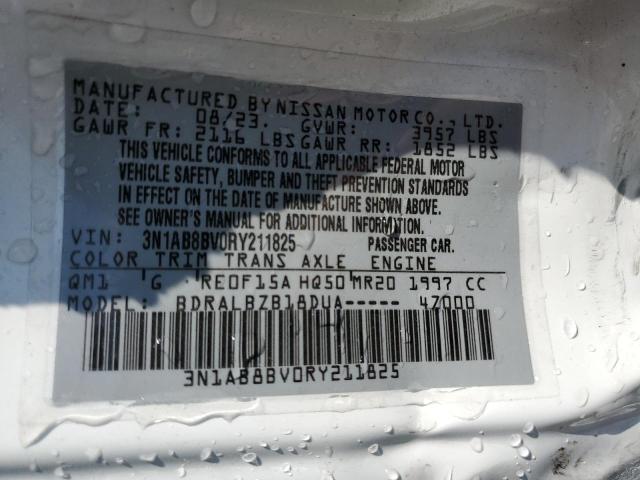 MANUFACTURED BY NISSAN MOTOR CO., LTD.
DATE: 08/23. GVWR: 3957 LBS
GAWR FR: 2116 LBS GAWR RR: 1852 LBS
THIS VEHICLE CONFORMS TO ALL APPLICABLE FEDERAL MOTOR
VEHICLE SAFETY, BUMPER AND THEFT PREVENTION STANDARDS
IN EFFECT ON THE DATE OF MANUFACTURE SHOWN ABOVE.
SEE OWNER'S MANUAL FOR ADDITIONAL INFORMATION.
VIN: 3N1AB8BV0RY211825 PASSENGER CAR.
COLOR TRIM TRANS AXLE ENGINE
QM1 G RE0F15A HQ50 MR20 1997 CC
MODEL: BDRALBZB18DUA----- 47000
3N1AB8BV0RY211825